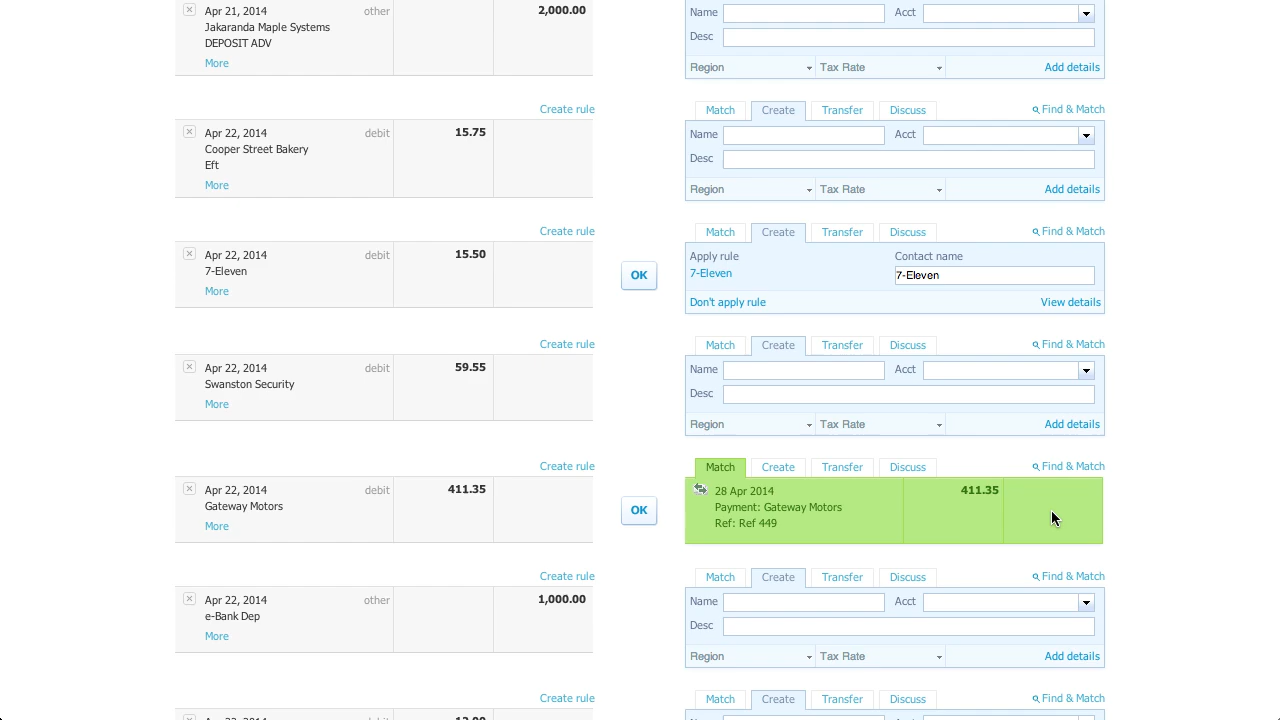 Apr 21, 2014 other 2,000.00
Jakaranda Maple Systems
DEPOSIT ADV
More
Name Acct
Desc
Region Tax Rate Add details
Create rule
Apr 22, 2014 debit 15.75
Cooper Street Bakery
Eft
More
Match Create Transfer Discuss Find & Match
Name Acct
Desc
Region Tax Rate Add details
Create rule
Apr 22, 2014 debit 15.50
7-Eleven
More
OK
Match Create Transfer Discuss Find & Match
Apply rule Contact name
7-Eleven 7-Eleven
Don't apply rule View details
Create rule
Apr 22, 2014 debit 59.55
Swanston Security
More
Match Create Transfer Discuss Find & Match
Name Acct
Desc
Region Tax Rate Add details
Create rule
Apr 22, 2014 debit 411.35
Gateway Motors
More
OK
Match Create Transfer Discuss Find & Match
28 Apr 2014 411.35
Payment: Gateway Motors
Ref: Ref 449
Create rule
Apr 22, 2014 other 1,000.00
e-Bank Dep
More
Match Create Transfer Discuss Find & Match
Name Acct
Desc
Region Tax Rate Add details
Create rule
Match Create Transfer Discuss Find & Match